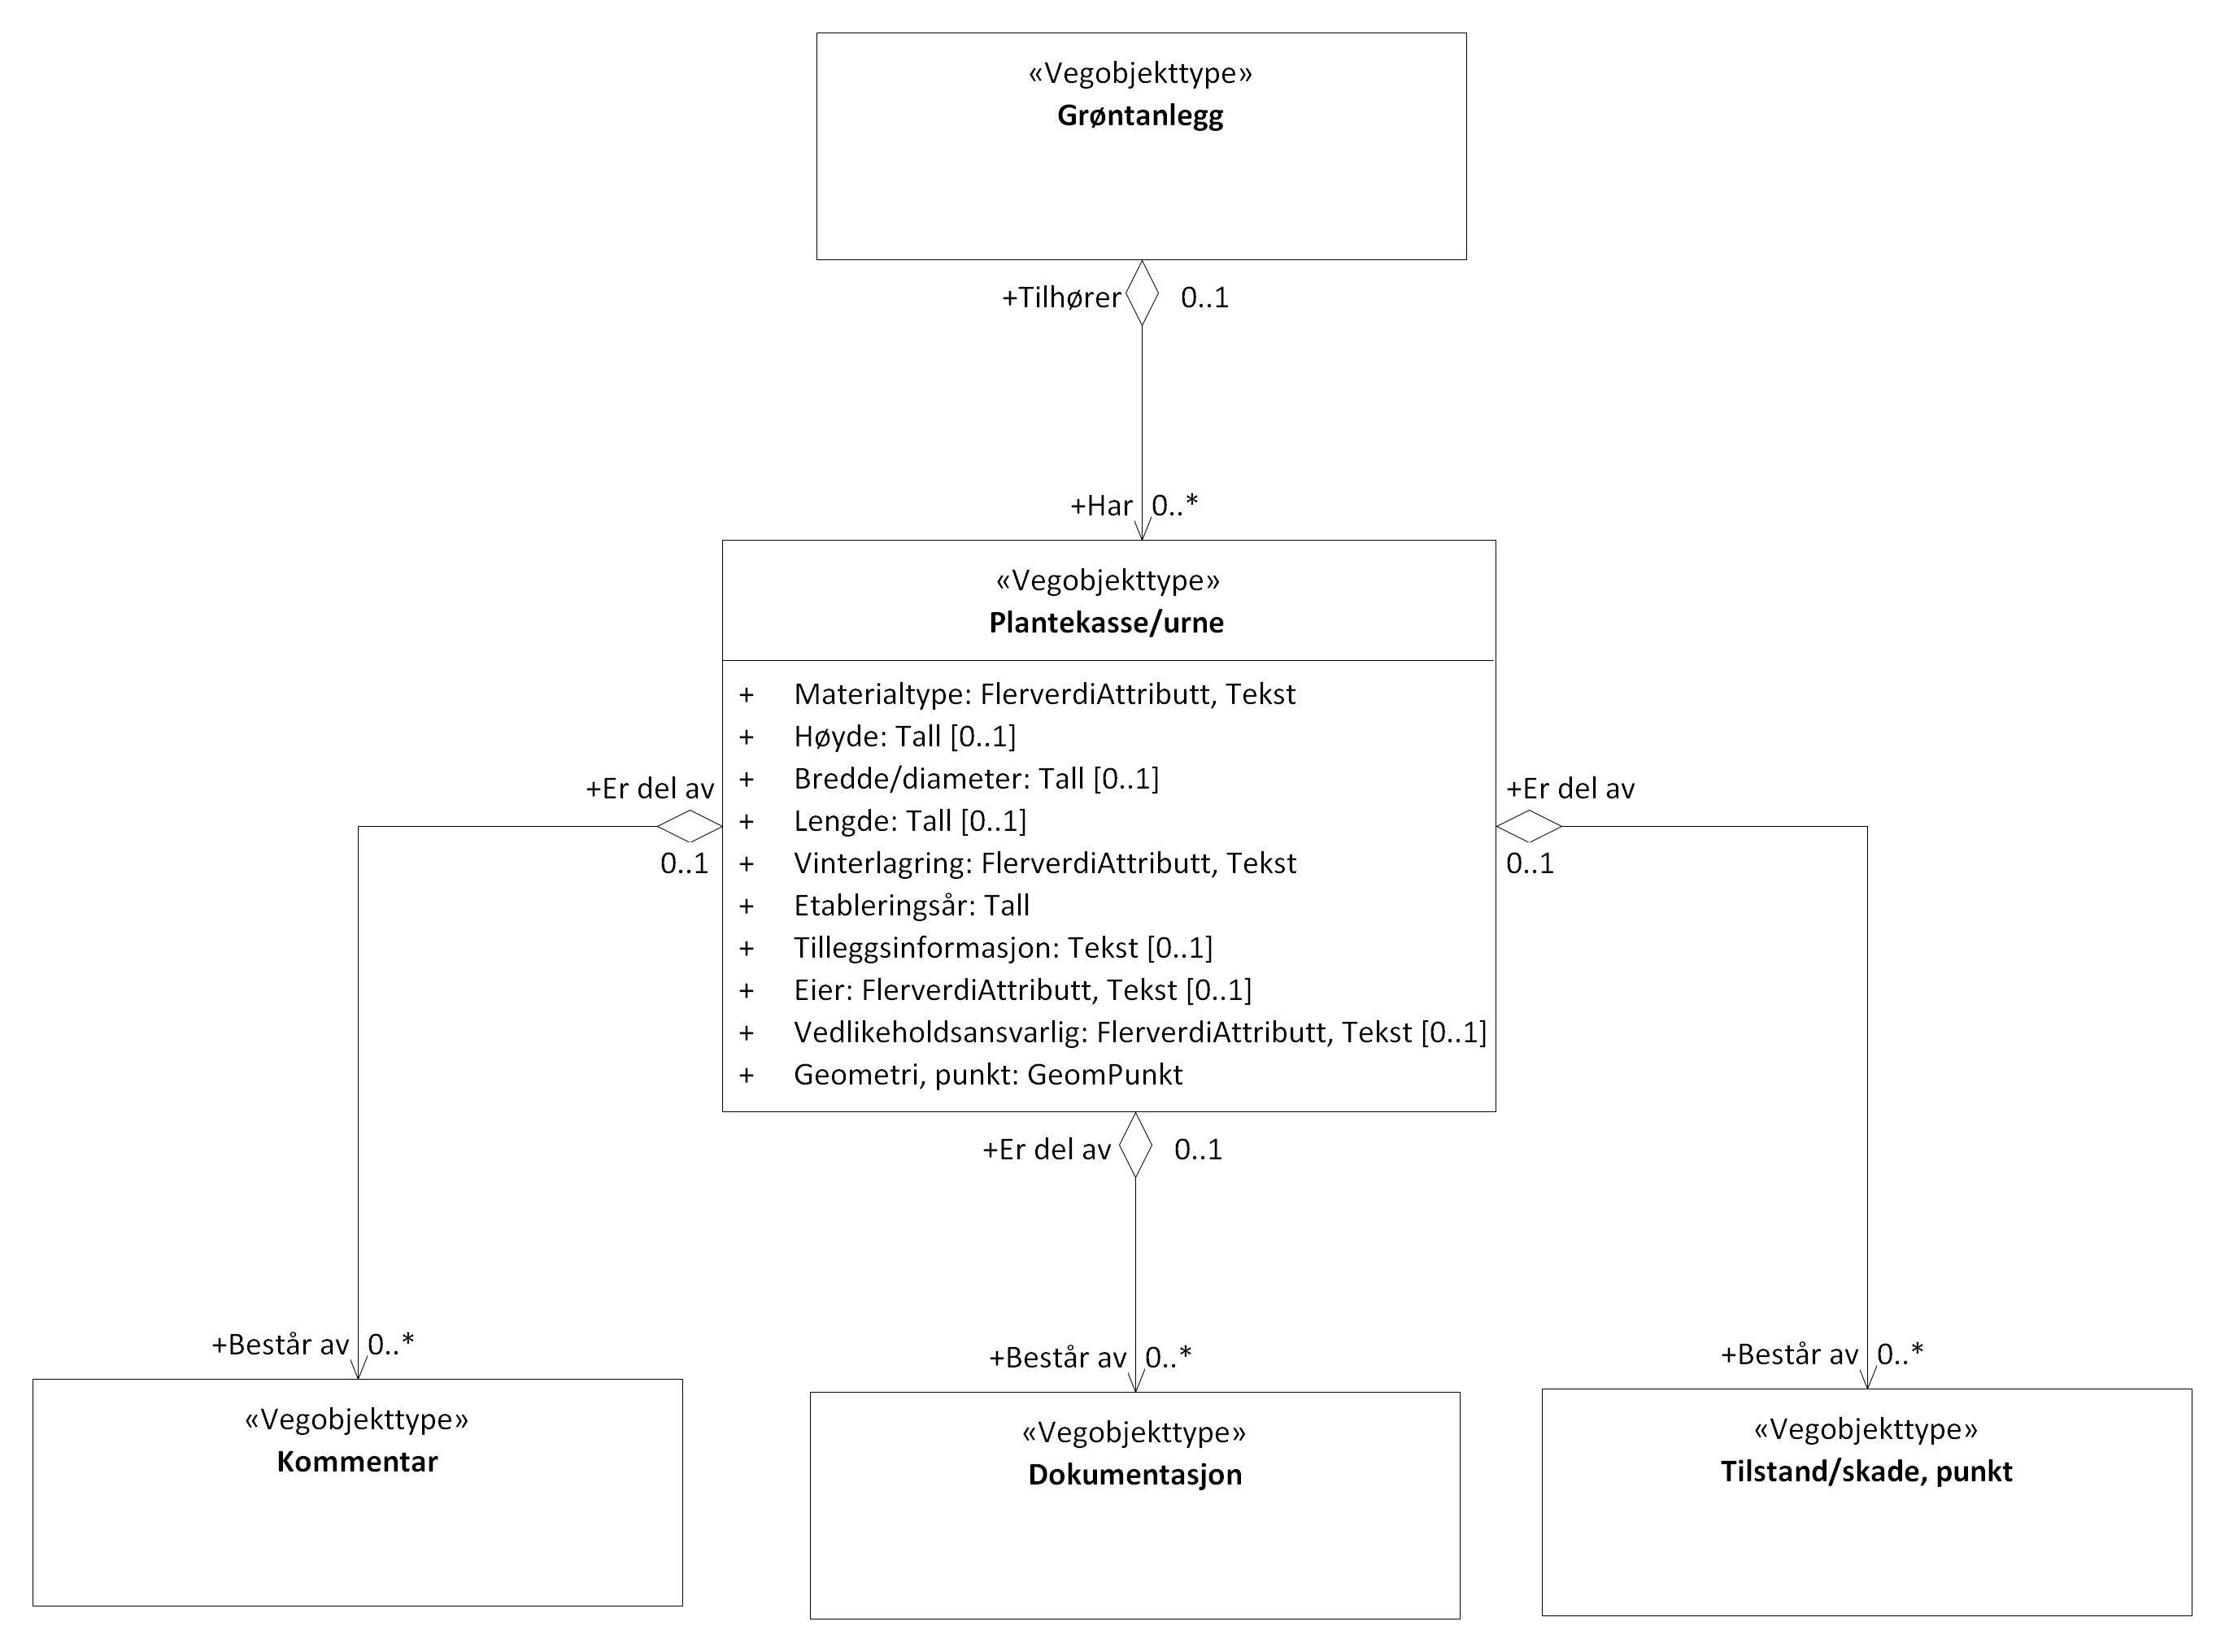 «Vegobjekttype»
Grøntanlegg
+Tilhører 0..1
+Har 0..*
«Vegobjekttype»
Plantekasse/urne
+ Materialtype: FlerverdiAttributt, Tekst
+ Høyde: Tall [0..1]
+ Bredde/diameter: Tall [0..1]
+ Lengde: Tall [0..1]
+ Vinterlagring: FlerverdiAttributt, Tekst
+ Etableringsår: Tall
+ Tilleggsinformasjon: Tekst [0..1]
+ Eier: FlerverdiAttributt, Tekst [0..1]
+ Vedlikeholdsansvarlig: FlerverdiAttributt, Tekst [0..1]
+ Geometri, punkt: GeomPunkt
+Er del av
0..1
+Er del av
0..1
+Er del av 0..1
+Består av 0..*
«Vegobjekttype»
Kommentar
+Består av 0..*
«Vegobjekttype»
Dokumentasjon
+Består av 0..*
«Vegobjekttype»
Tilstand/skade, punkt